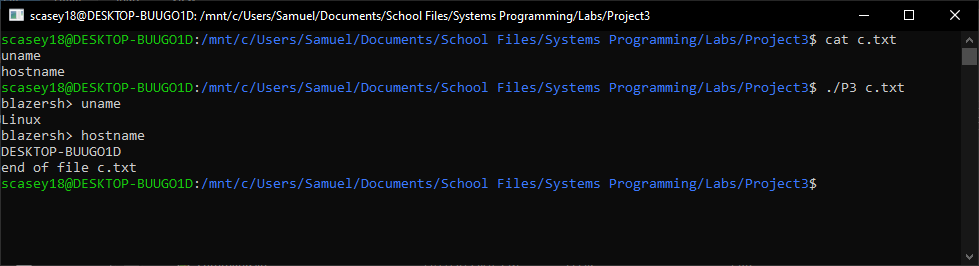 scasey18@DESKTOP-BUUGO1D: /mnt/c/Users/Samuel/Documents/School Files/Systems Programming/Labs/Project3
scasey18@DESKTOP-BUUGO1D:/mnt/c/Users/Samuel/Documents/School Files/Systems Programming/Labs/Project3$ cat c.txt
uname
hostname
scasey18@DESKTOP-BUUGO1D:/mnt/c/Users/Samuel/Documents/School Files/Systems Programming/Labs/Project3$ ./P3 c.txt
blazersh> uname
Linux
blazersh> hostname
DESKTOP-BUUGO1D
end of file c.txt
scasey18@DESKTOP-BUUGO1D:/mnt/c/Users/Samuel/Documents/School Files/Systems Programming/Labs/Project3$